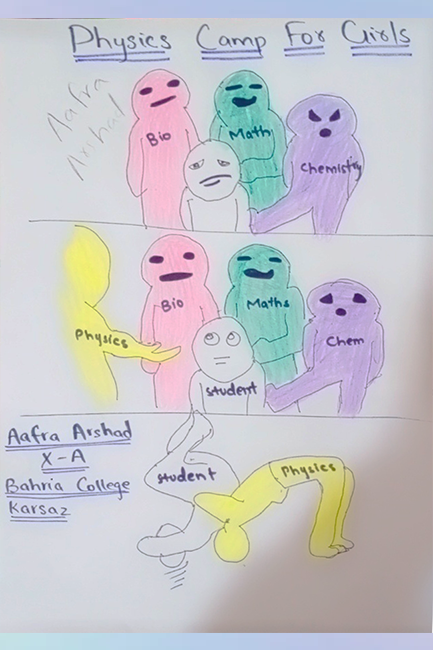 Physics Camp For Girls
Aafra
Arshad
Bio
Math
Chemistry
Physics
Bio
Maths
Chem
student
Aafra Arshad
X-A
Bahria College
Karsaz
student
Physics